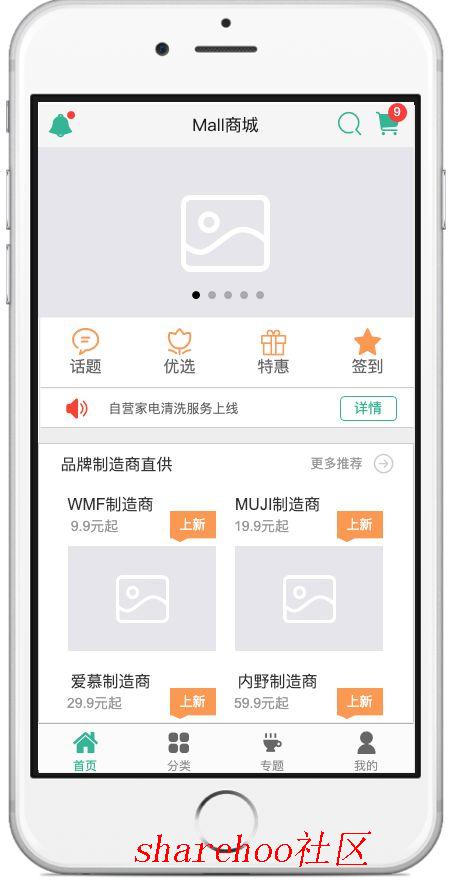 Mall商城
9
话题 优选 特惠 签到
自营家电清洗服务上线 详情
品牌制造商直供 更多推荐
WMF制造商 MUJI制造商
9.9元起 上新 19.9元起 上新
爱慕制造商 内野制造商
29.9元起 上新 59.9元起 上新
首页 分类 专题 我的
sharehoo社区